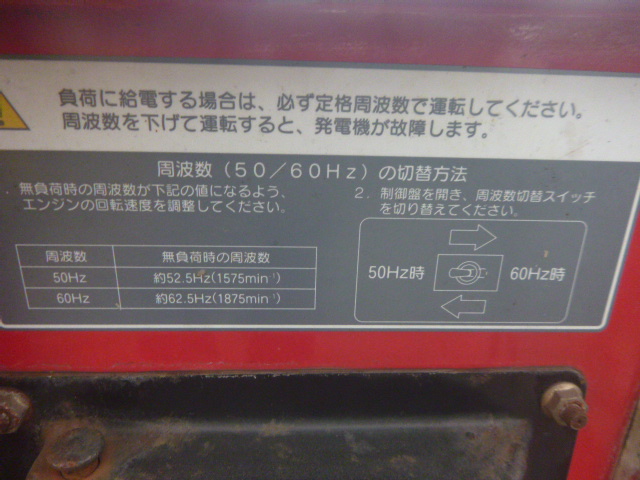 負荷に給電する場合は、必ず定格周波数で運転してください。
周波数を下げて運転すると、発電機が故障します。
周波数(50/60Hz)の切替方法
. 無負荷時の周波数が下記の値になるよう、
エンジンの回転速度を調整してください。
周波数 無負荷時の周波数
50Hz 約52.5Hz(1575min⁻¹)
60Hz 約62.5Hz(1875min⁻¹)
2. 制御盤を開き、周波数切替スイッチ
を切り替えてください。
50Hz時 60Hz時